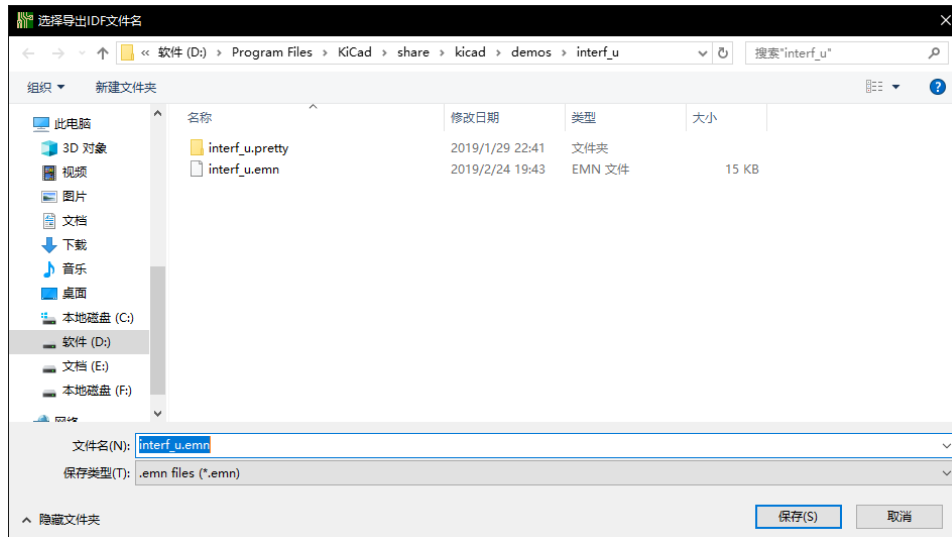 选择导出IDF文件名
« 软件 (D:) › Program Files › KiCad › share › kicad › demos › interf_u
搜索"interf_u"
组织 新建文件夹
名称 修改日期 类型 大小
interf_u.pretty 2019/1/29 22:41 文件夹
interf_u.emn 2019/2/24 19:43 EMN 文件 15 KB
此电脑
3D 对象
视频
图片
文档
下载
音乐
桌面
本地磁盘 (C:)
软件 (D:)
文档 (E:)
本地磁盘 (F:)
网络
文件名(N): interf_u.emn
保存类型(T): .emn files (*.emn)
隐藏文件夹 保存(S) 取消